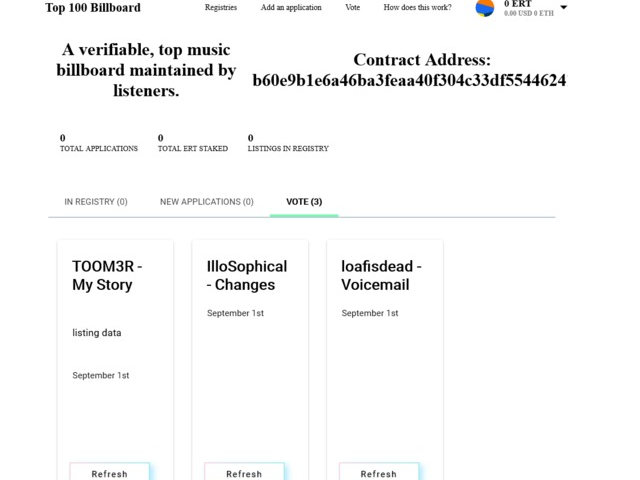 Top 100 Billboard
Registries
Add an application
Vote
How does this work?
0 ERT
0.00 USD 0 ETH
A verifiable, top music
billboard maintained by
listeners.
Contract Address:
b60e9b1e6a46ba3feaa40f304c33df5544624
0
TOTAL APPLICATIONS
0
TOTAL ERT STAKED
0
LISTINGS IN REGISTRY
IN REGISTRY (0)
NEW APPLICATIONS (0)
VOTE (3)
TOOM3R -
My Story
listing data
September 1st
Refresh
IlloSophical
- Changes
September 1st
Refresh
loafisdead -
Voicemail
September 1st
Refresh